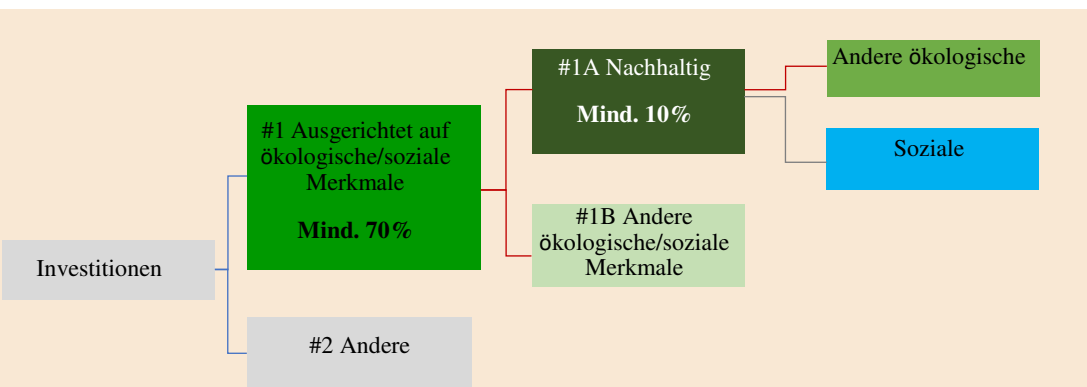 Investitionen
#1 Ausgerichtet auf
ökologische/soziale
Merkmale
Mind. 70%
#2 Andere
#1A Nachhaltig
Mind. 10%
#1B Andere
ökologische/soziale
Merkmale
Andere ökologische
Soziale